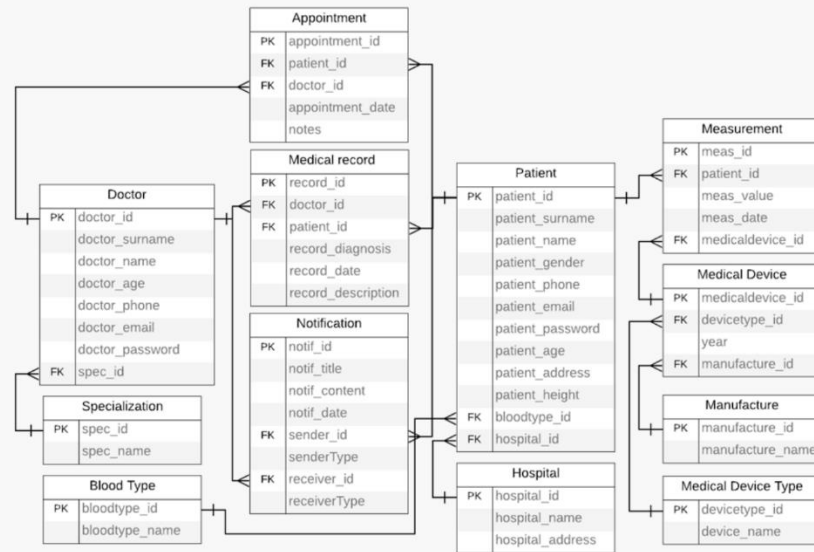 Appointment
PK appointment_id
FK patient_id
FK doctor_id
appointment_date
notes
Medical record
PK record_id
FK doctor_id
FK patient_id
record_diagnosis
record_date
record_description
Notification
PK notif_id
notif_title
notif_content
notif_date
FK sender_id
senderType
FK receiver_id
receiverType
Doctor
PK doctor_id
doctor_surname
doctor_name
doctor_age
doctor_phone
doctor_email
doctor_password
FK spec_id
Specialization
PK spec_id
spec_name
Blood Type
PK bloodtype_id
bloodtype_name
Patient
PK patient_id
patient_surname
patient_name
patient_gender
patient_phone
patient_email
patient_password
patient_age
patient_address
patient_height
FK bloodtype_id
FK hospital_id
Hospital
PK hospital_id
hospital_name
hospital_address
Measurement
PK meas_id
FK patient_id
meas_value
meas_date
FK medicaldevice_id
Medical Device
PK medicaldevice_id
FK devicetype_id
year
FK manufacture_id
Manufacture
PK manufacture_id
manufacture_name
Medical Device Type
PK devicetype_id
device_name